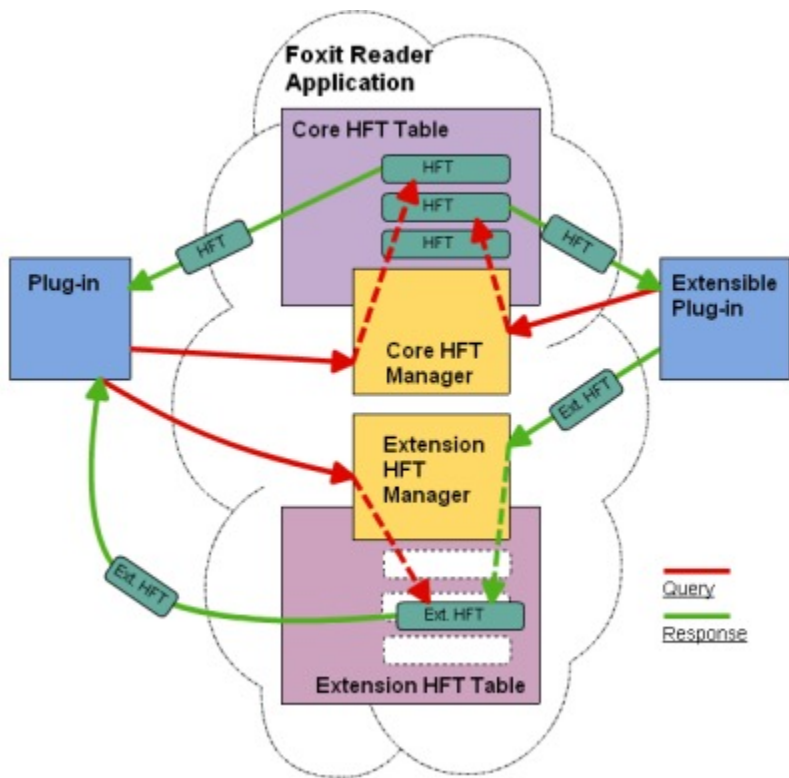 Foxit Reader
Application
Core HFT Table
HFT
HFT
HFT
HFT
HFT
Plug-in
Extensible
Plug-in
Core HFT
Manager
Ext. HFT
Extension
HFT
Manager
Ext. HFT
Ext. HFT
Query
Response
Extension HFT Table